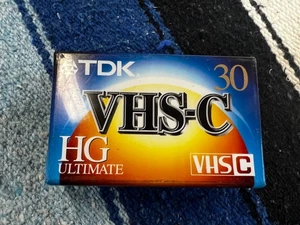 TDK 30
VHS-C
HG
ULTIMATE
VHS C